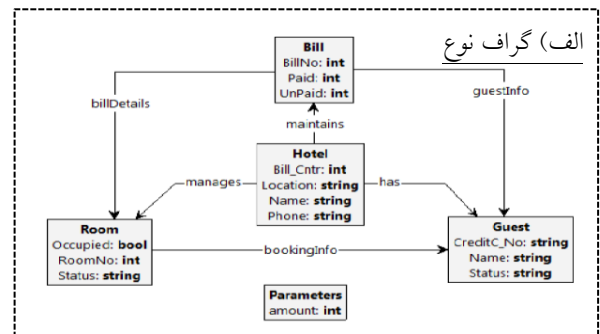 الف) گراف نوع
Bill
BillNo: int
Paid: int
UnPaid: int
billDetails
guestInfo
maintains
Hotel
Bill_Cntr: int
Location: string
Name: string
Phone: string
manages
has
Room
Occupied: bool
RoomNo: int
Status: string
bookingInfo
Guest
CreditC_No: string
Name: string
Status: string
Parameters
amount: int